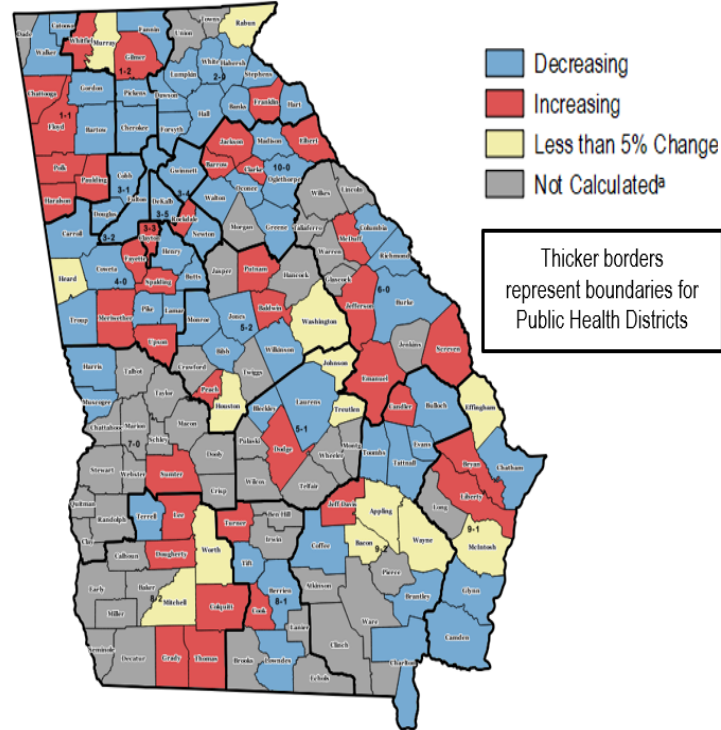 Dade
Catoosa
Whitfield
Murray
Fannin
Union
Towns
Rabun
Walker
Gilmer
1-2
White
Habersh
Lumpkin
2-0
Stephens
Chattooga
Gordon
Pickens
Dawson
Banks
Franklin
Hart
1-1
Hall
Floyd
Bartow
Cherokee
Forsyth
Jackson
Madison
Elbert
Polk
Paulding
Cobb
Gwinnett
Barrow
Clarke
10-0
Oglethorpe
Haralson
3-1
Fulton
DeKalb
3-4
Walton
Oconee
Wilkes
Lincoln
Douglas
3-5
Rockdale
Carroll
3-2
3-3
Clayton
Newton
Morgan
Greene
Taliaferro
McDuff
Columbia
Fayette
Henry
Warren
Richmond
Heard
Coweta
4-0
Spalding
Butts
Jasper
Putnam
Hancock
Glascock
6-0
Troup
Meriwether
Pike
Lamar
Monroe
Jones
5-2
Baldwin
Washington
Jefferson
Burke
Upson
Bibb
Wilkinson
Jenkins
Screven
Harris
Talbot
Crawford
Twiggs
Johnson
Emanuel
Muscogee
Taylor
Peach
Houston
Bleckley
Laurens
Treutlen
Candler
Bulloch
Effingham
Chattahooc
Marion
Macon
5-1
7-0
Schley
Dooly
Pulaski
Dodge
Wheeler
Montg
Toombs
Evans
Tattnall
Bryan
Chatham
Stewart
Webster
Sumter
Wilcox
Telfair
Liberty
Quitman
Crisp
Randolph
Terrell
Lee
Turner
Ben Hill
Jeff Davis
Appling
Long
9-1
McIntosh
Clay
Calhoun
Dougherty
Worth
Irwin
Coffee
Bacon
9-2
Wayne
Tift
Early
Baker
8-2
Mitchell
Colquitt
Cook
Berrien
8-1
Atkinson
Pierce
Brantley
Glynn
Miller
Lanier
Ware
Camden
Seminole
Decatur
Grady
Thomas
Brooks
Lowndes
Clinch
Echols
Charlton
Decreasing
Increasing
Less than 5% Change
Not Calculatedª
Thicker borders
represent boundaries for
Public Health Districts